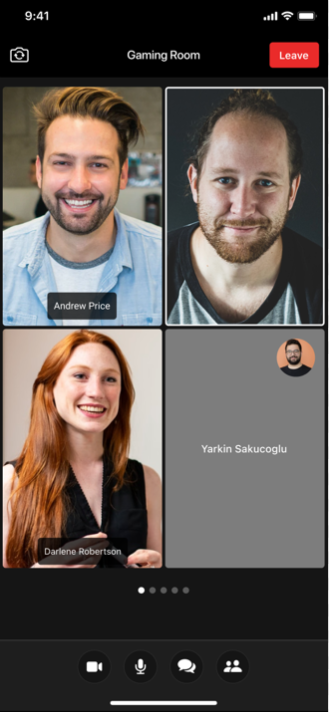 9:41
Gaming Room
Leave
Andrew Price
Yarkin Sakucoglu
Darlene Robertson